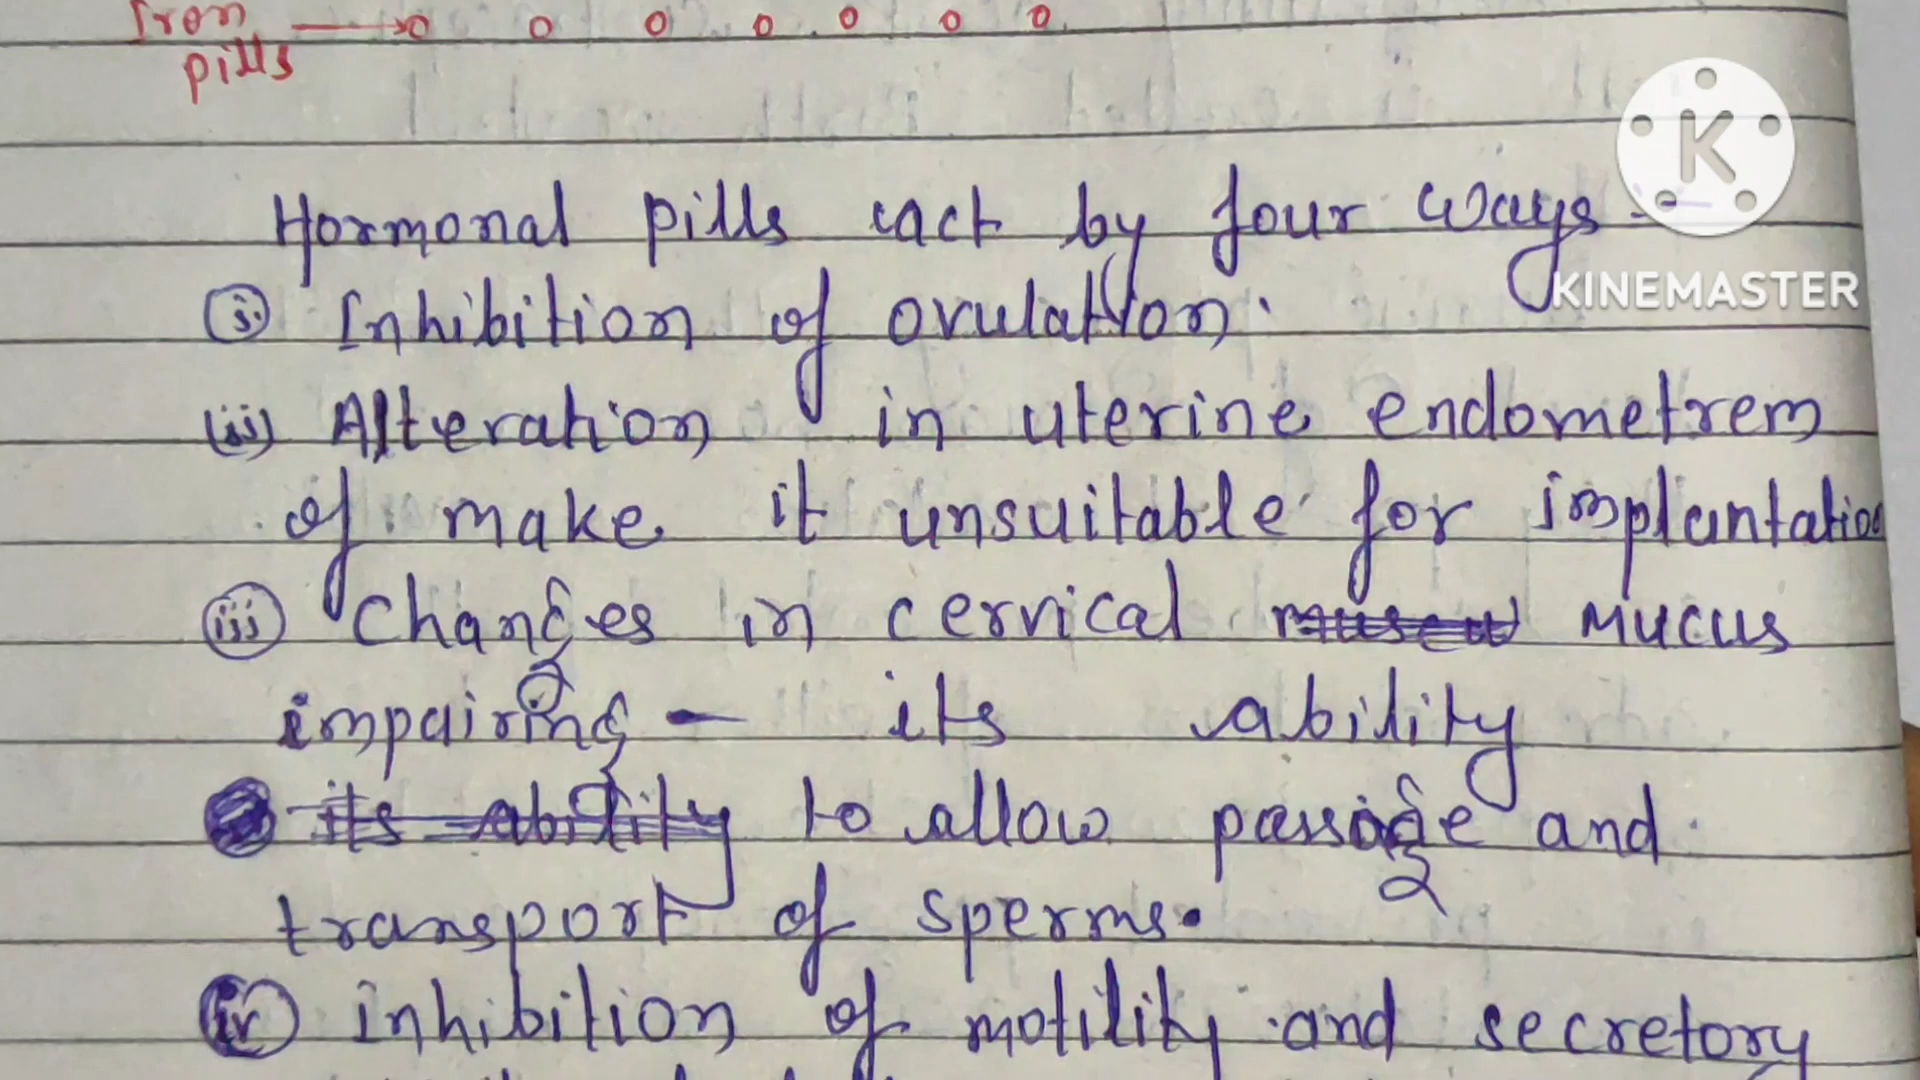 Iron → o o o o o o o
pills
Hormonal pills act by four ways :-
KINEMASTER
(i) Inhibition of ovulation.
(ii) Alteration in uterine endometrem
of make it unsuitable for implantation
(iii) Changes in cervical Mucus
impairing - its ability
its ability to allow passage and
transport of sperms.
(iv) inhibition of motility and secretory